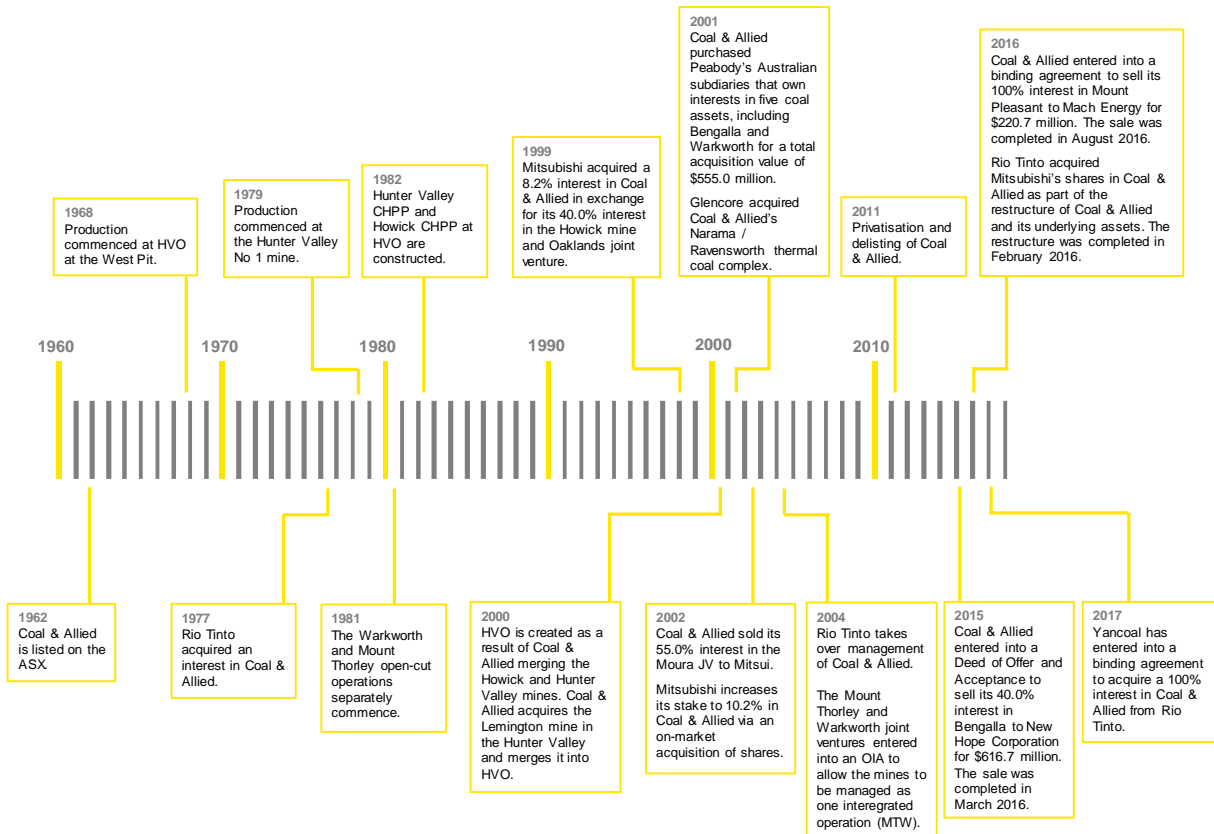 1968
Production
commenced at HVO
at the West Pit.
1979
Production
commenced at
the Hunter Valley
No 1 mine.
1982
Hunter Valley
CHPP and
Howick CHPP at
HVO are
constructed.
1999
Mitsubishi acquired a
8.2% interest in Coal
& Allied in exchange
for its 40.0% interest
in the Howick mine
and Oaklands joint
venture.
2001
Coal & Allied
purchased
Peabody's Australian
subdiaries that own
interests in five coal
assets, including
Bengalla and
Warkworth for a total
acquisition value of
$555.0 million.
Glencore acquired
Coal & Allied's
Narama /
Ravensworth thermal
coal complex.
2011
Privatisation and
delisting of Coal
& Allied.
2016
Coal & Allied entered into a
binding agreement to sell its
100% interest in Mount
Pleasant to Mach Energy for
$220.7 million. The sale was
completed in August 2016.
Rio Tinto acquired
Mitsubishi's shares in Coal &
Allied as part of the
restructure of Coal & Allied
and its underlying assets. The
restructure was completed in
February 2016.
1960
1970
1980
1990
2000
2010
1962
Coal & Allied
is listed on the
ASX.
1977
Rio Tinto
acquired an
interest in Coal &
Allied.
1981
The Warkworth
and Mount
Thorley open-cut
operations
separately
commence.
2000
HVO is created as a
result of Coal &
Allied merging the
Howick and Hunter
Valley mines. Coal &
Allied acquires the
Lemington mine in
the Hunter Valley
and merges it into
HVO.
2002
Coal & Allied sold its
55.0% interest in the
Moura JV to Mitsui.
Mitsubishi increases
its stake to 10.2% in
Coal & Allied via an
on-market
acquisition of shares.
2004
Rio Tinto takes
over management
of Coal & Allied.
The Mount
Thorley and
Warkworth joint
ventures entered
into an OIA to
allow the mines to
be managed as
one interegrated
operation (MTW).
2015
Coal & Allied
entered into a
Deed of Offer and
Acceptance to
sell its 40.0%
interest in
Bengalla to New
Hope Corporation
for $616.7 million.
The sale was
completed in
March 2016.
2017
Yancoal has
entered into a
binding agreement
to acquire a 100%
interest in Coal &
Allied from Rio
Tinto.